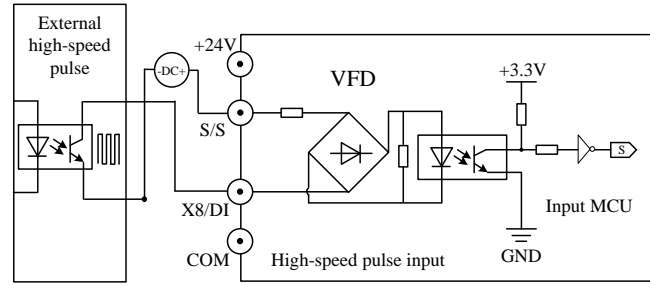 External
high-speed
pulse
-DC+
+24V
S/S
X8/DI
COM
VFD
+3.3V
S
Input MCU
GND
High-speed pulse input